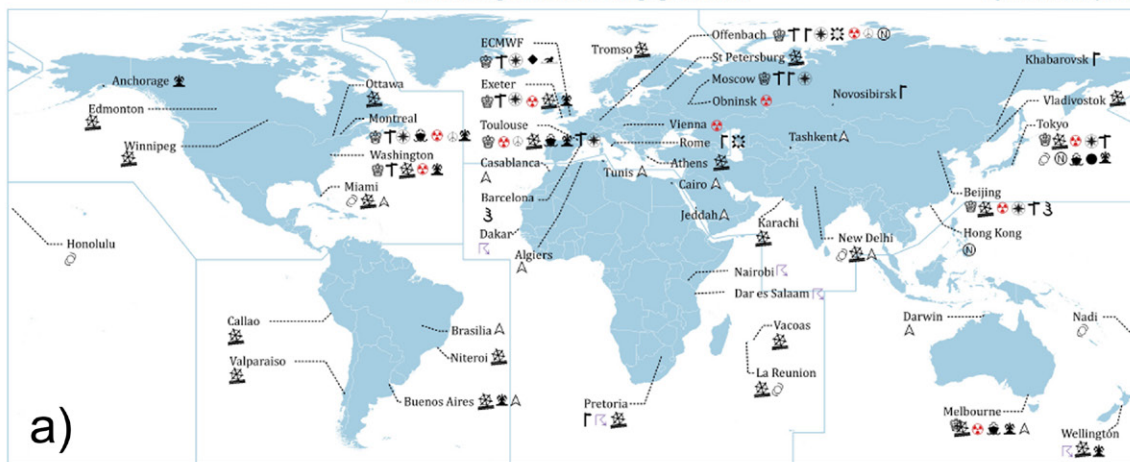 ECMWF
Offenbach
Tromso
St Petersburg
Khabarovsk
Anchorage
Ottawa
Exeter
Moscow
Novosibirsk
Vladivostok
Edmonton
Montreal
Obninsk
Toulouse
Vienna
Tashkent
Tokyo
Winnipeg
Washington
Rome
Casablanca
Athens
Miami
Tunis
Cairo
Beijing
Barcelona
Jeddah
Karachi
New Delhi
Hong Kong
Honolulu
Dakar
Algiers
Nairobi
Dar es Salaam
Callao
Brasilia
Vacoas
Darwin
Nadi
Niteroi
Valparaiso
La Reunion
Buenos Aires
Pretoria
Melbourne
Wellington
a)